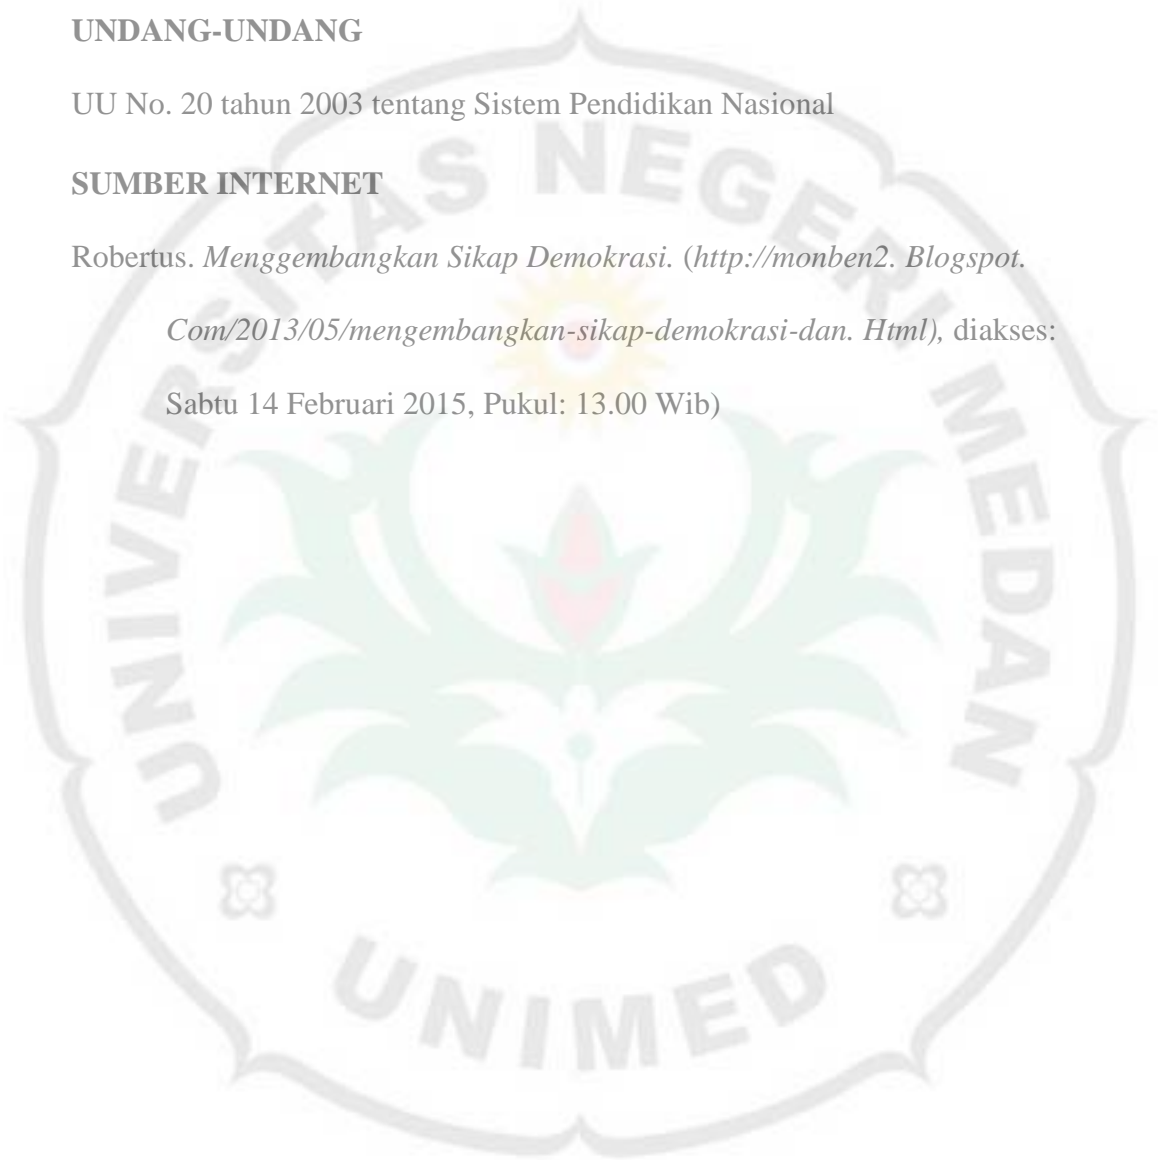 UNDANG-UNDANG
UU No. 20 tahun 2003 tentang Sistem Pendidikan Nasional
SUMBER INTERNET
Robertus. Menggembangkan Sikap Demokrasi. (http://monben2. Blogspot.
Com/2013/05/mengembangkan-sikap-demokrasi-dan. Html), diakses:
Sabtu 14 Februari 2015, Pukul: 13.00 Wib)
UNIVERSITAS NEGERI MEDAN
UNIMED